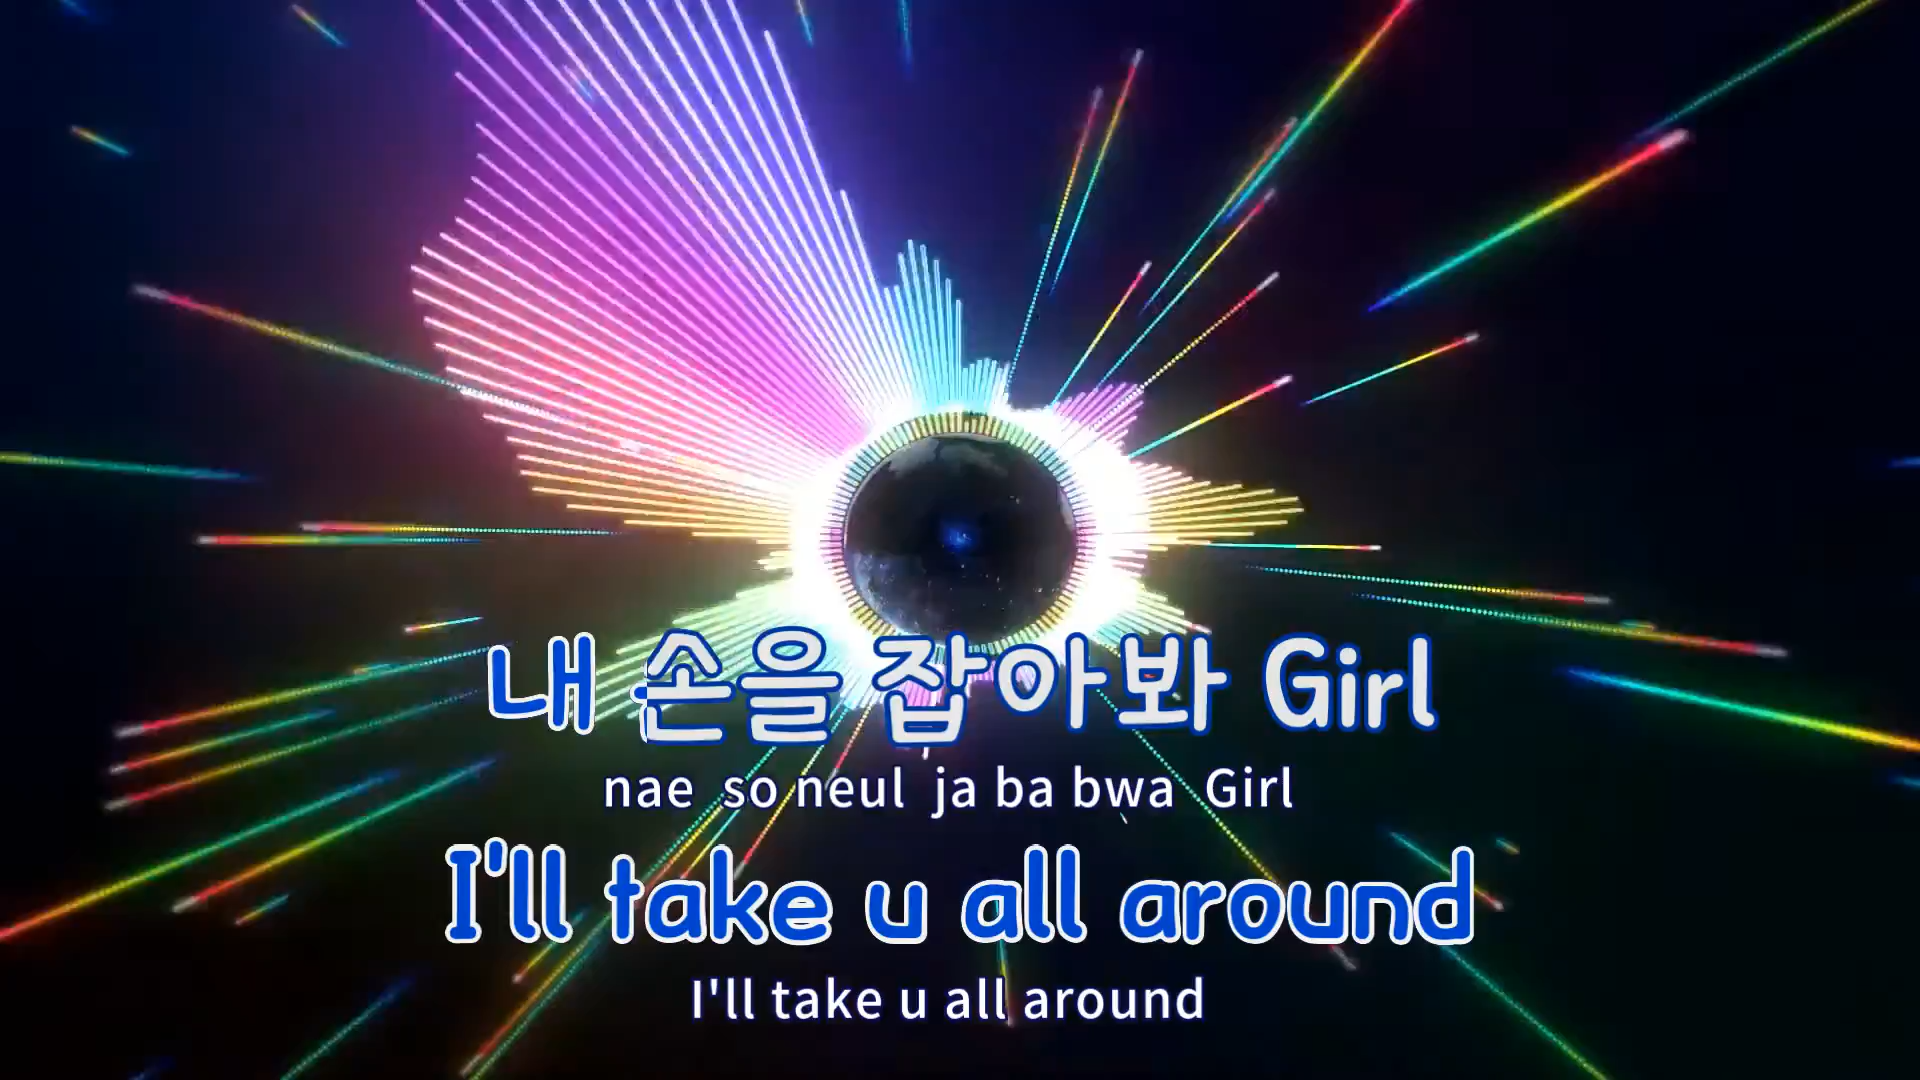 내 손을 잡아봐 Girl
nae so neul ja ba bwa Girl
I'll take u all around
I'll take u all around